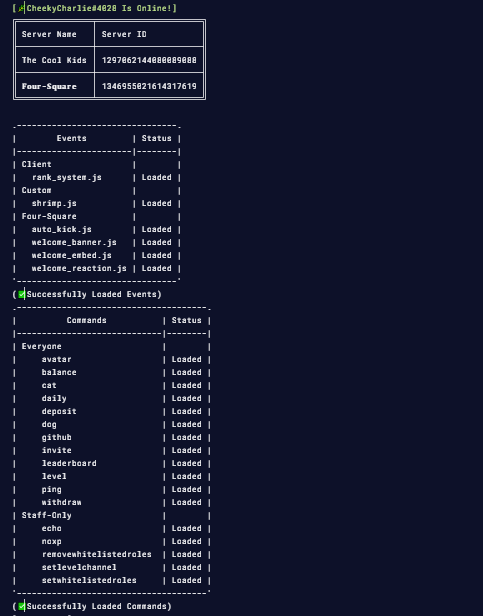 [🎉CheekyCharlie#4028 Is Online!]
Server Name | Server ID
The Cool Kids | 1297062144080089088
Four-Square | 1346955021614317619
.---------------------------------.
| Events | Status |
|------------------------|--------|
| Client | |
| rank_system.js | Loaded |
| Custom | |
| shrimp.js | Loaded |
| Four-Square | |
| auto_kick.js | Loaded |
| welcome_banner.js | Loaded |
| welcome_embed.js | Loaded |
| welcome_reaction.js | Loaded |
'---------------------------------'
(✅Successfully Loaded Events)
.---------------------------------------.
| Commands | Status |
|------------------------------|--------|
| Everyone | |
| avatar | Loaded |
| balance | Loaded |
| cat | Loaded |
| daily | Loaded |
| deposit | Loaded |
| dog | Loaded |
| github | Loaded |
| invite | Loaded |
| leaderboard | Loaded |
| level | Loaded |
| ping | Loaded |
| withdraw | Loaded |
| Staff-Only | |
| echo | Loaded |
| noxp | Loaded |
| removewhitelistedroles | Loaded |
| setlevelchannel | Loaded |
| setwhitelistedroles | Loaded |
'---------------------------------------'
(✅Successfully Loaded Commands)